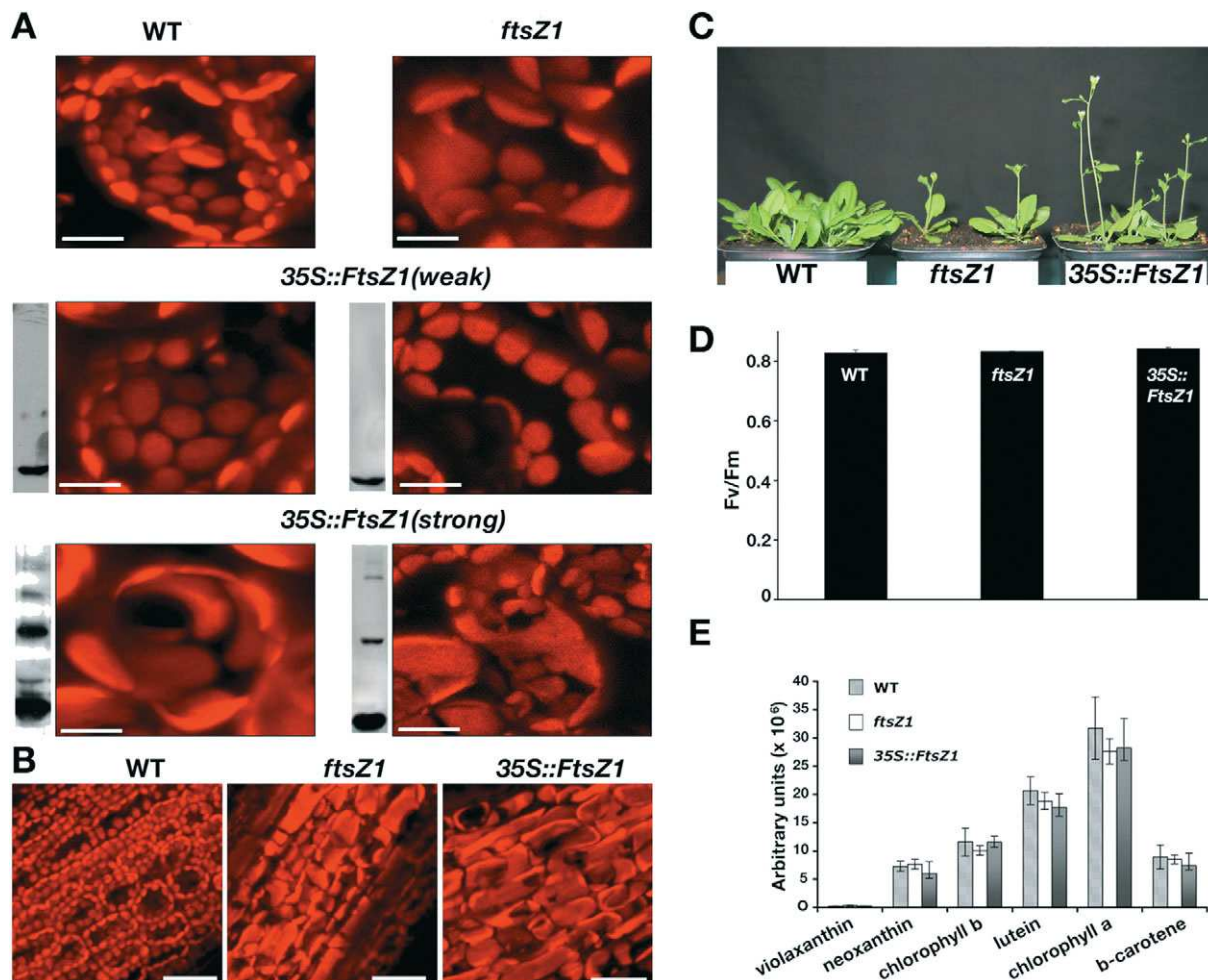 A
WT
ftsZ1
35S::FtsZ1(weak)
35S::FtsZ1(strong)
B
WT
ftsZ1
35S::FtsZ1
C
WT
ftsZ1
35S::FtsZ1
D
Fv/Fm
0.8
0.6
0.4
0.2
0
WT
ftsZ1
35S::
FtsZ1
E
Arbitrary units (x 10⁶)
40
35
30
25
20
15
10
5
0
WT
ftsZ1
35S::FtsZ1
violaxanthin
neoxanthin
chlorophyll b
lutein
chlorophyll a
b-carotene